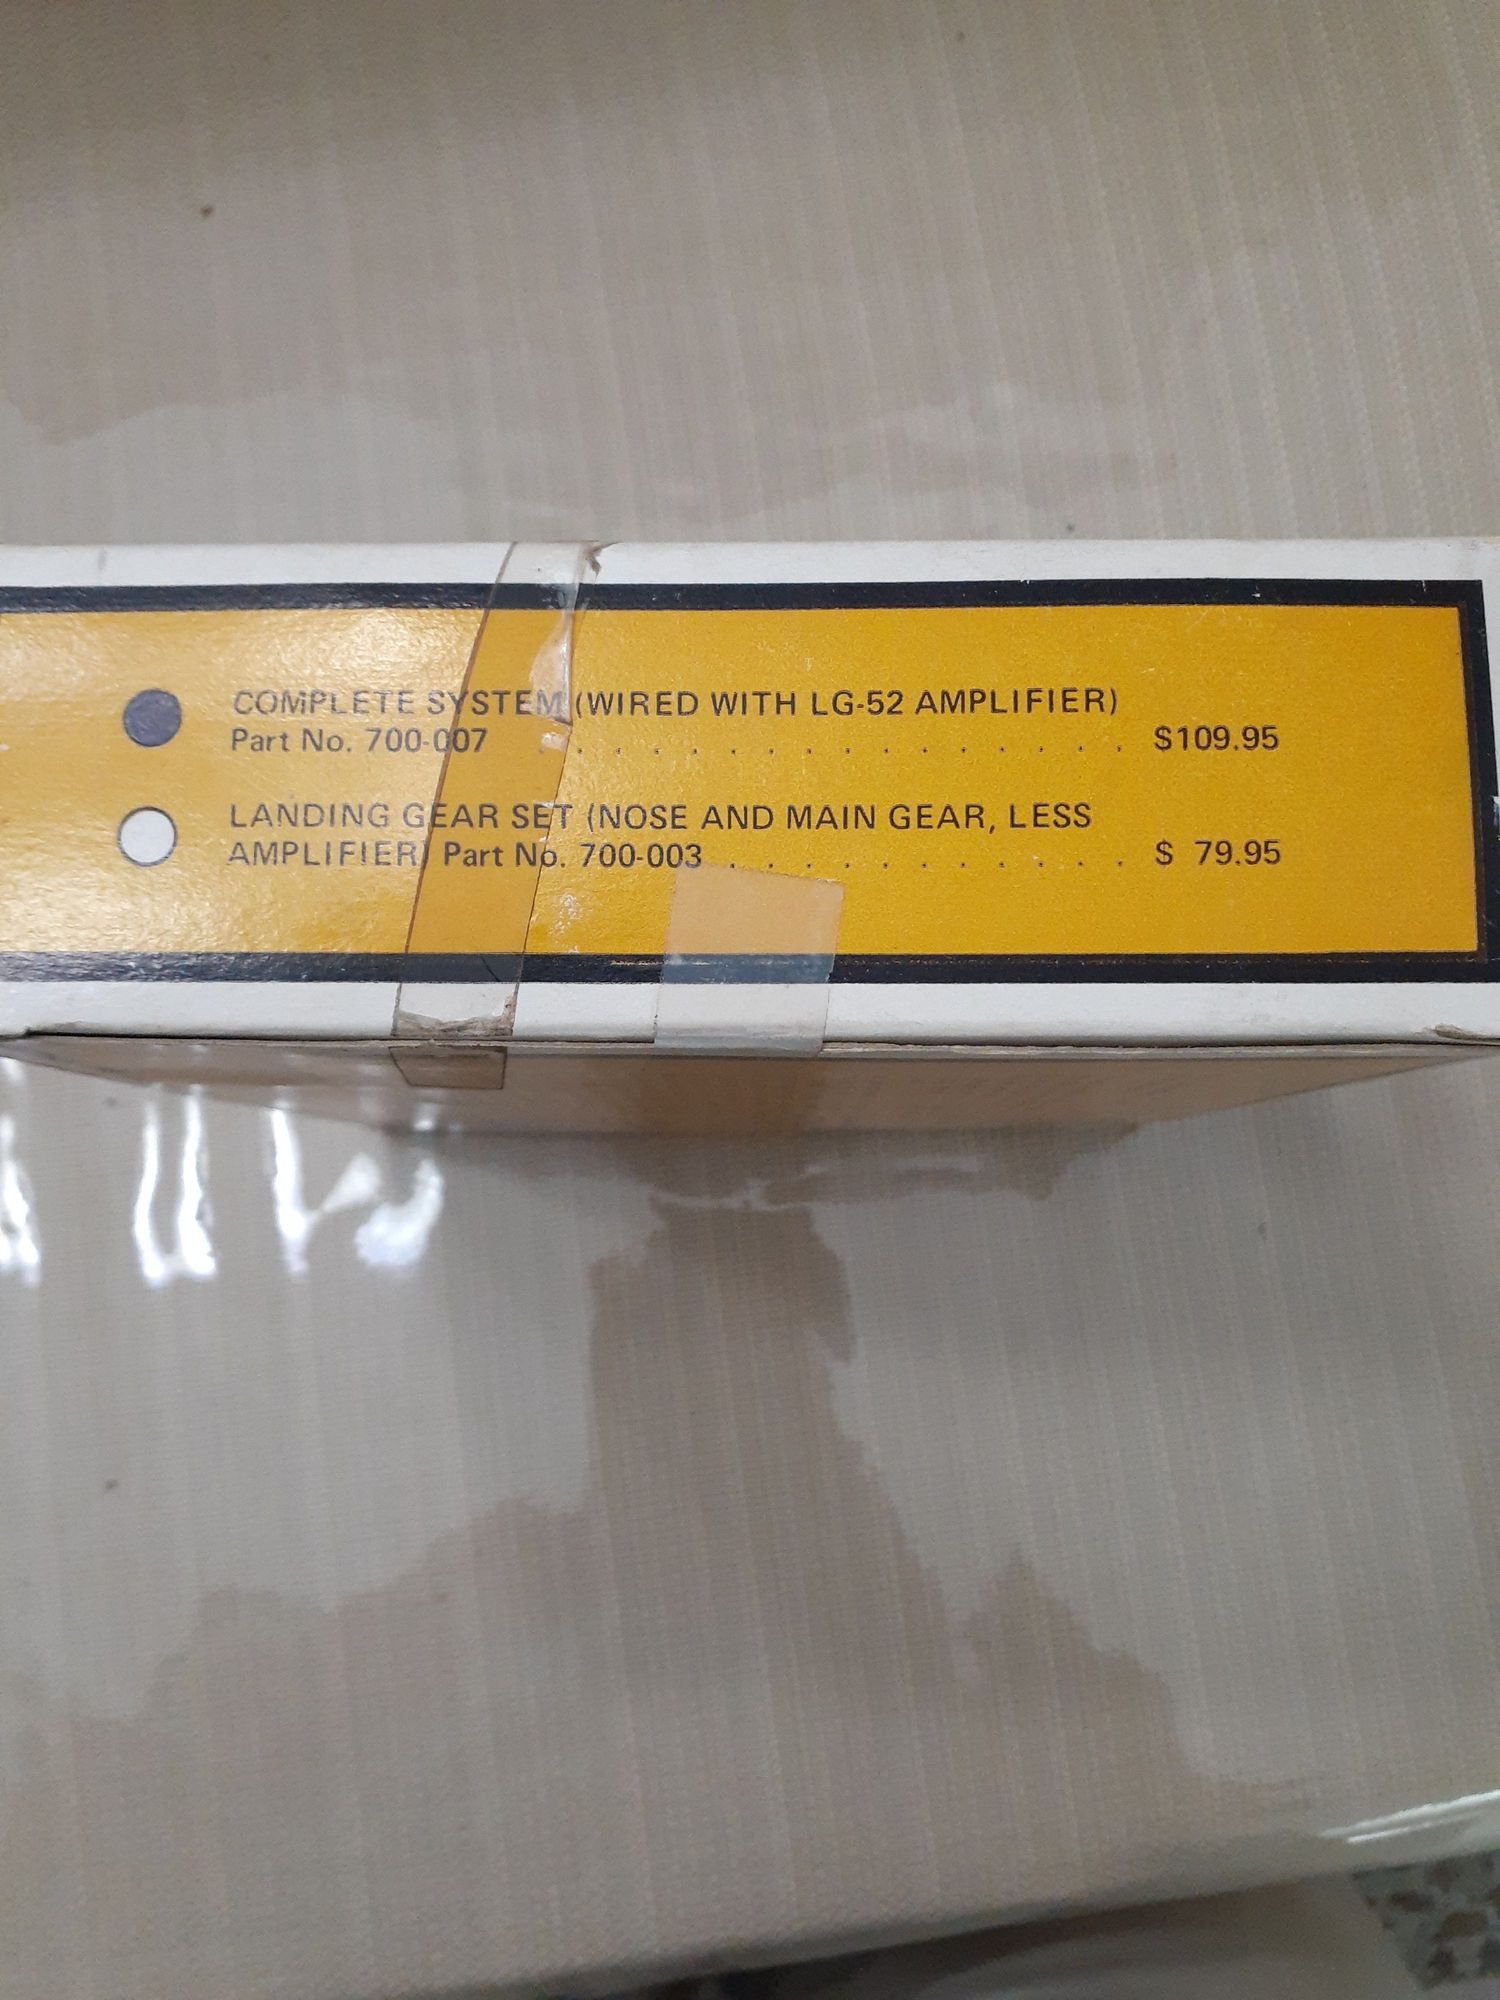 COMPLETE SYSTEM (WIRED WITH LG-52 AMPLIFIER)
Part No. 700-007 . . . . . . . . . . . . . . . . $109.95
LANDING GEAR SET (NOSE AND MAIN GEAR, LESS
AMPLIFIER) Part No. 700-003 . . . . . . . . . . . $ 79.95